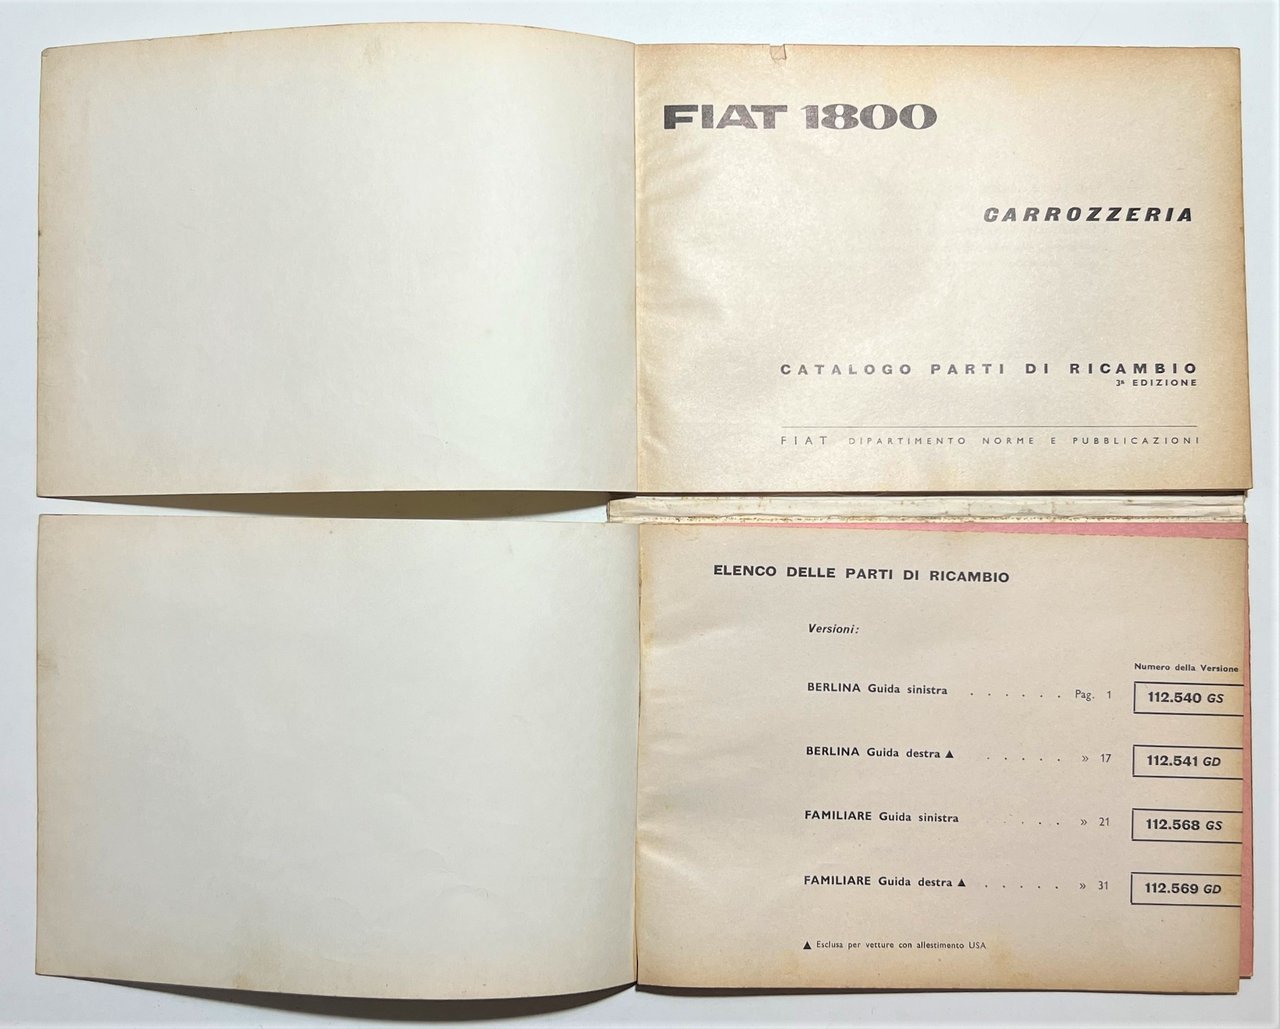 FIAT 1800
CARROZZERIA
CATALOGO PARTI DI RICAMBIO
3ª EDIZIONE
FIAT DIPARTIMENTO NORME E PUBBLICAZIONI
ELENCO DELLE PARTI DI RICAMBIO
Versioni:
Numero della Versione
BERLINA Guida sinistra . . . . . . Pag. 1 112.540 GS
BERLINA Guida destra ▲ . . . . . » 17 112.541 GD
FAMILIARE Guida sinistra . . . . » 21 112.568 GS
FAMILIARE Guida destra ▲ . . . . . » 31 112.569 GD
▲ Esclusa per vetture con allestimento USA